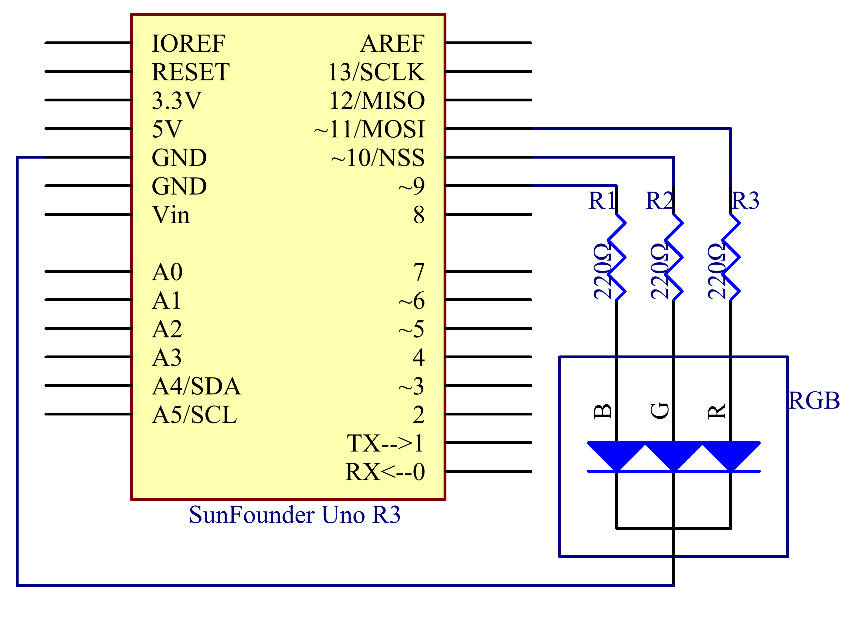 IOREF
RESET
3.3V
5V
GND
GND
Vin
A0
A1
A2
A3
A4/SDA
A5/SCL
AREF
13/SCLK
12/MISO
~11/MOSI
~10/NSS
~9
8
7
~6
~5
4
~3
2
TX-->1
RX<--0
SunFounder Uno R3
R1
R2
R3
220Ω
220Ω
220Ω
B
G
R
RGB